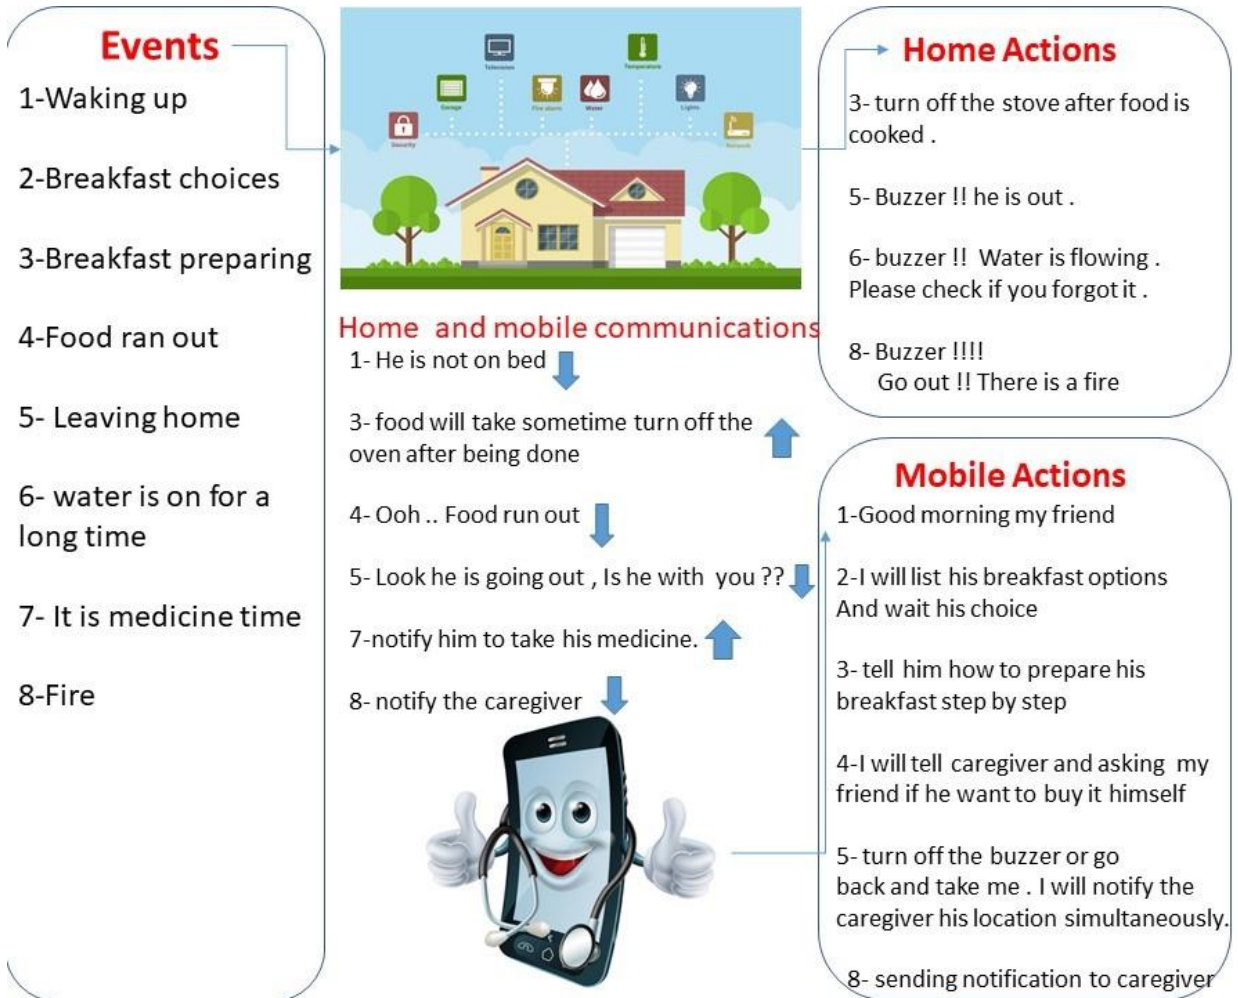 Events
1-Waking up
2-Breakfast choices
3-Breakfast preparing
4-Food ran out
5- Leaving home
6- water is on for a
long time
7- It is medicine time
8-Fire
Television
Temperature
Garage
Fire alarm
Water
Lights
Security
Network
Home and mobile communications
1- He is not on bed
3- food will take sometime turn off the
oven after being done
4- Ooh .. Food run out
5- Look he is going out , Is he with you ??
7-notify him to take his medicine.
8- notify the caregiver
Home Actions
3- turn off the stove after food is
cooked .
5- Buzzer !! he is out .
6- buzzer !! Water is flowing .
Please check if you forgot it .
8- Buzzer !!!!
Go out !! There is a fire
Mobile Actions
1-Good morning my friend
2-I will list his breakfast options
And wait his choice
3- tell him how to prepare his
breakfast step by step
4-I will tell caregiver and asking my
friend if he want to buy it himself
5- turn off the buzzer or go
back and take me . I will notify the
caregiver his location simultaneously.
8- sending notification to caregiver